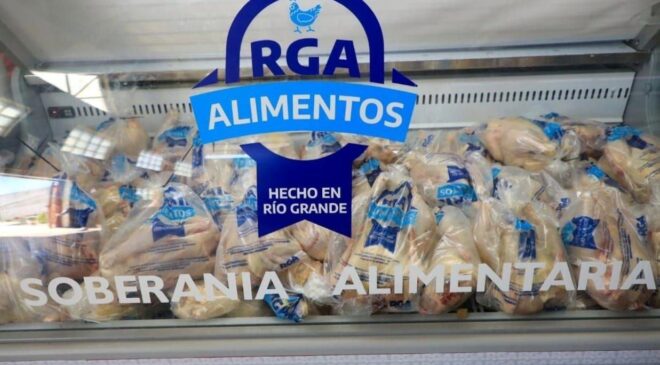 RGA
ALIMENTOS
HECHO EN
RÍO GRANDE
SOBERANIA ALIMENTARIA